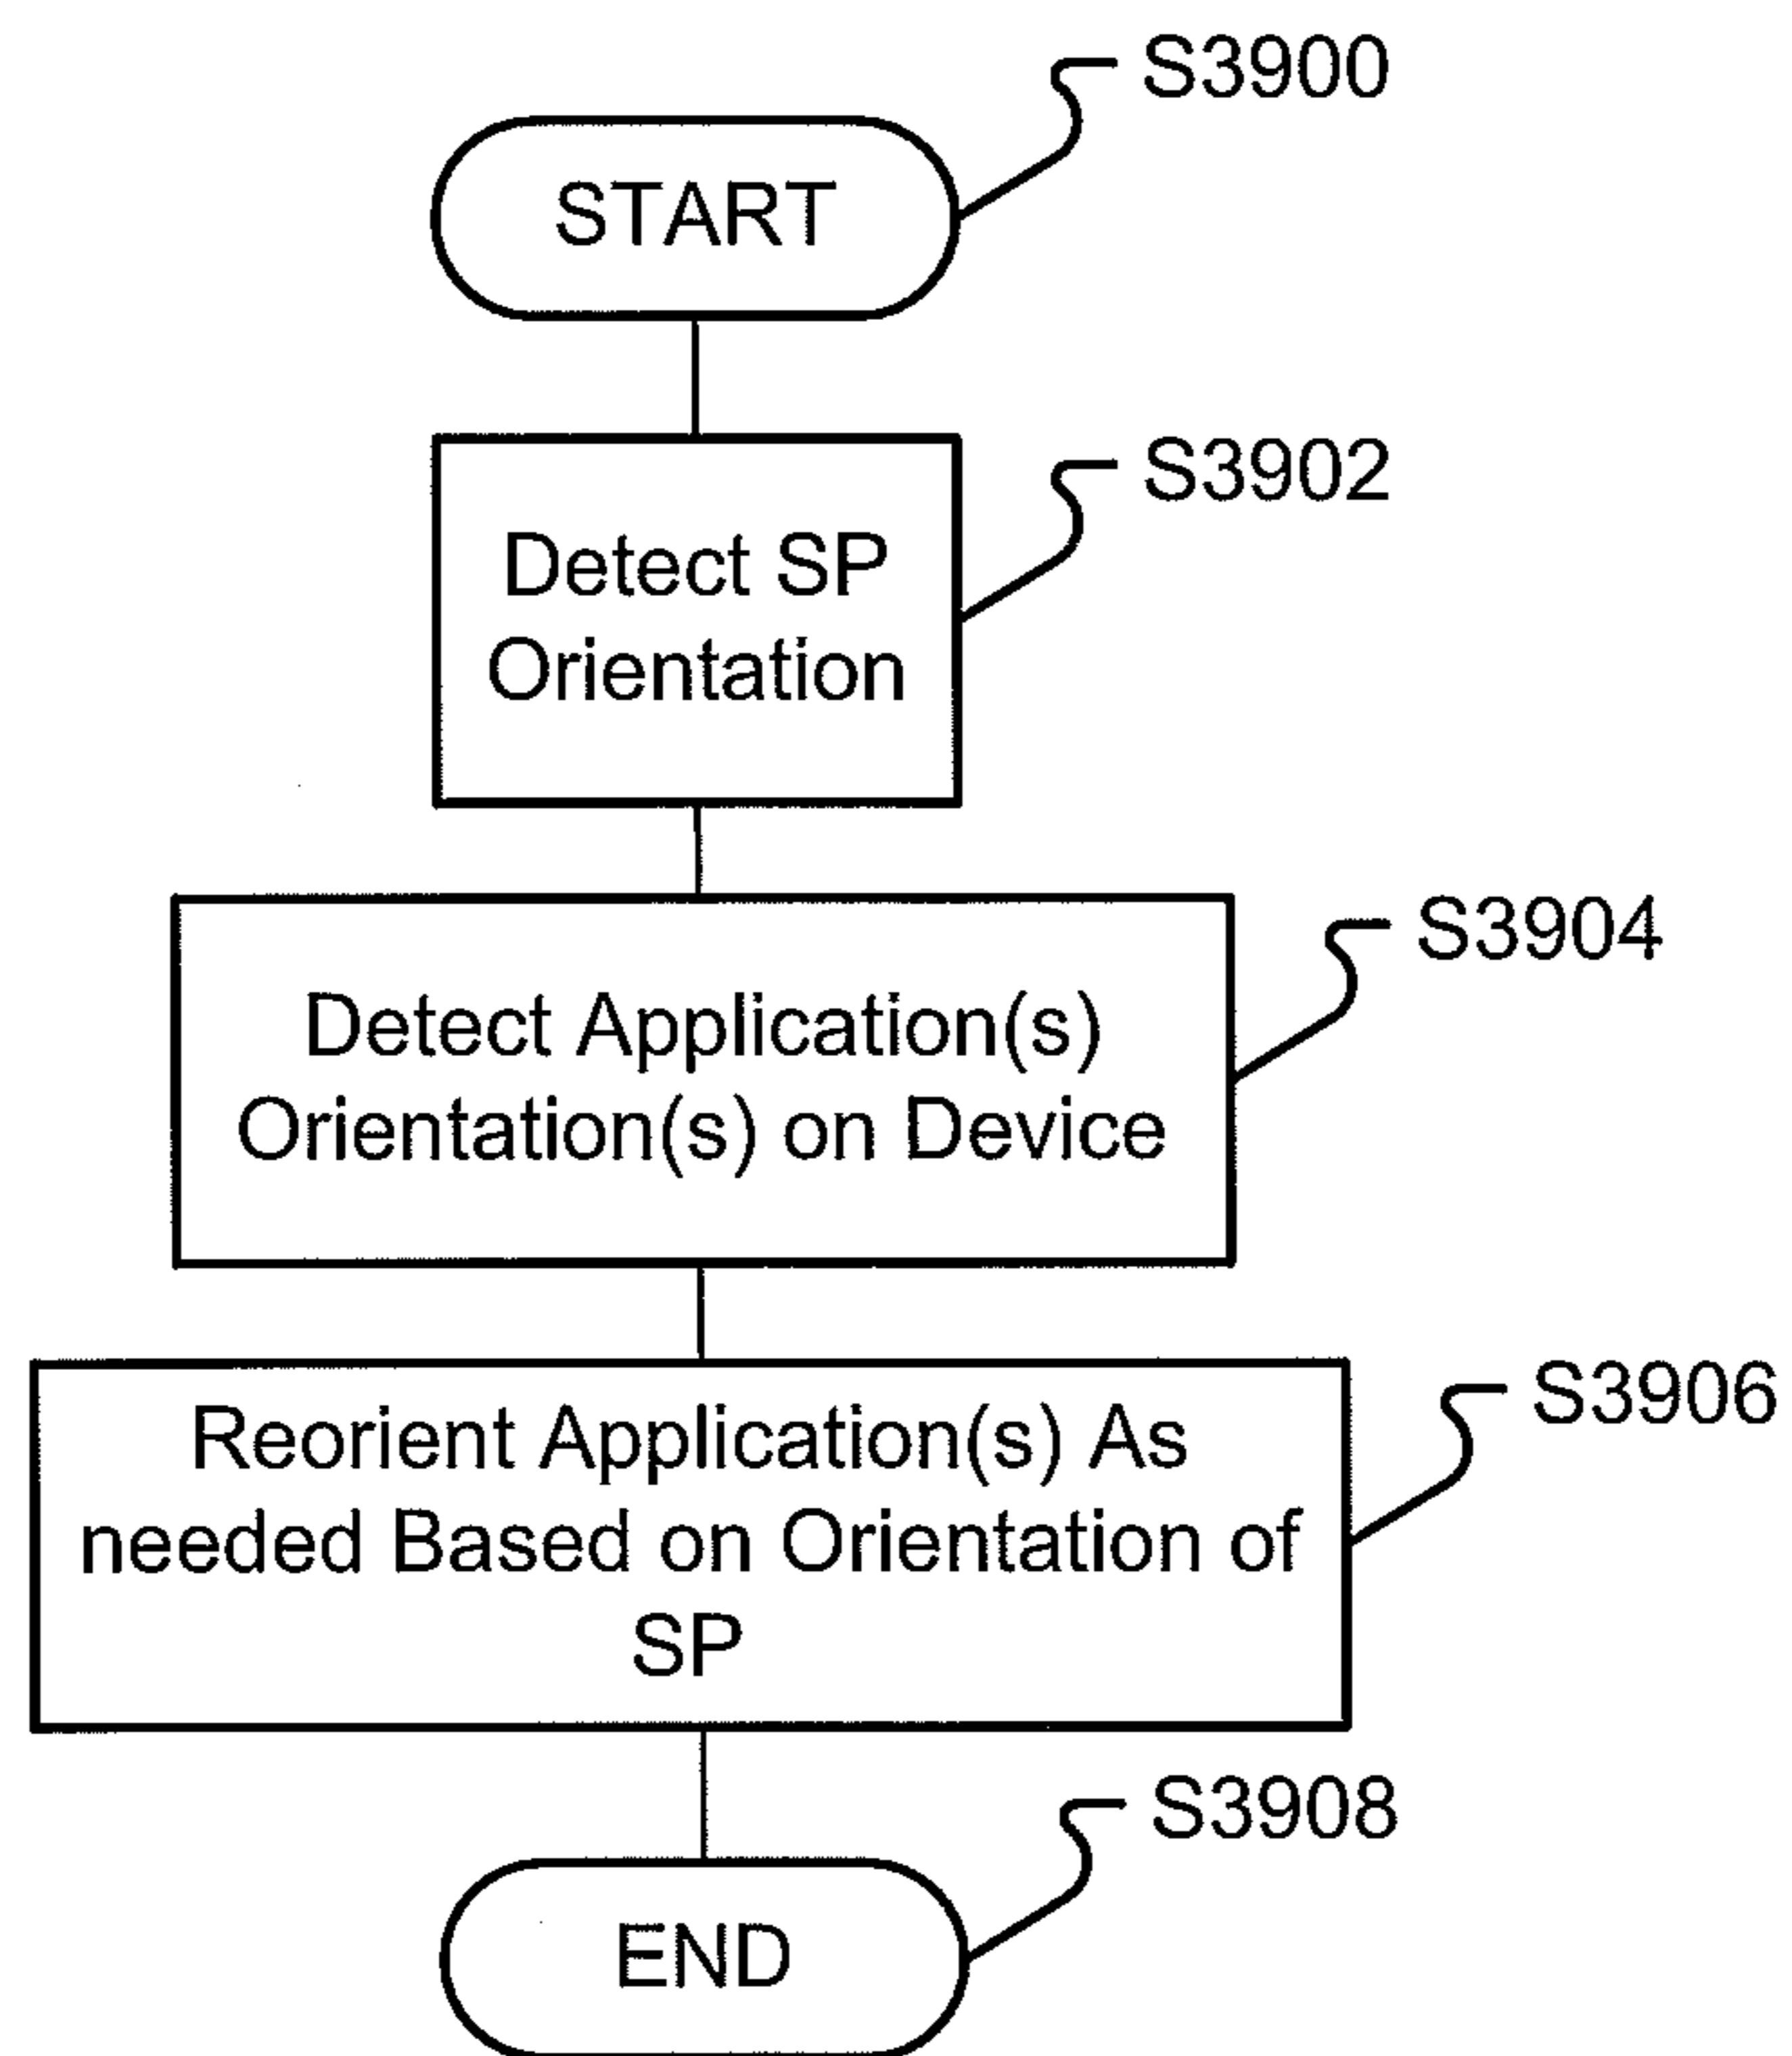 S3900
START
S3902
Detect SP
Orientation
S3904
Detect Application(s)
Orientation(s) on Device
S3906
Reorient Application(s) As
needed Based on Orientation of
SP
S3908
END